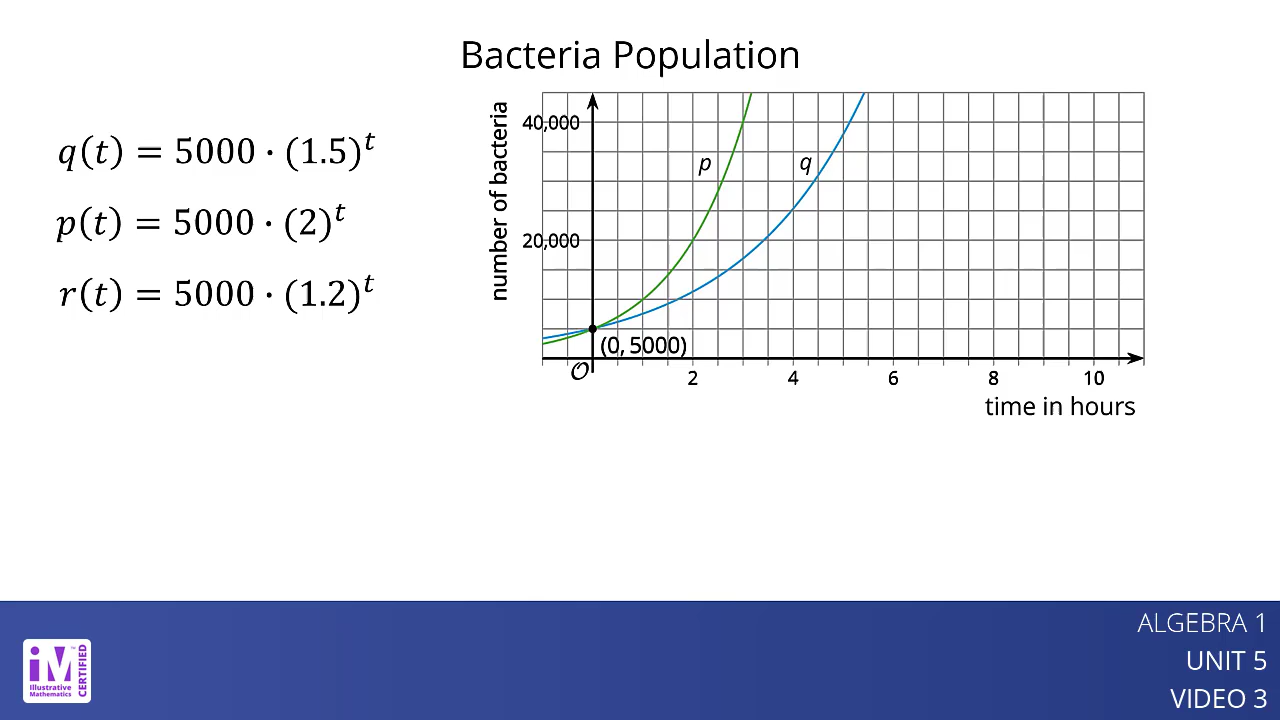 Bacteria Population
q(t) = 5000 · (1.5)^t
p(t) = 5000 · (2)^t
r(t) = 5000 · (1.2)^t
number of bacteria
40,000
20,000
p
q
(0, 5000)
O
2 4 6 8 10
time in hours
ALGEBRA 1
UNIT 5
VIDEO 3
iM™
Illustrative
Mathematics
CERTIFIED